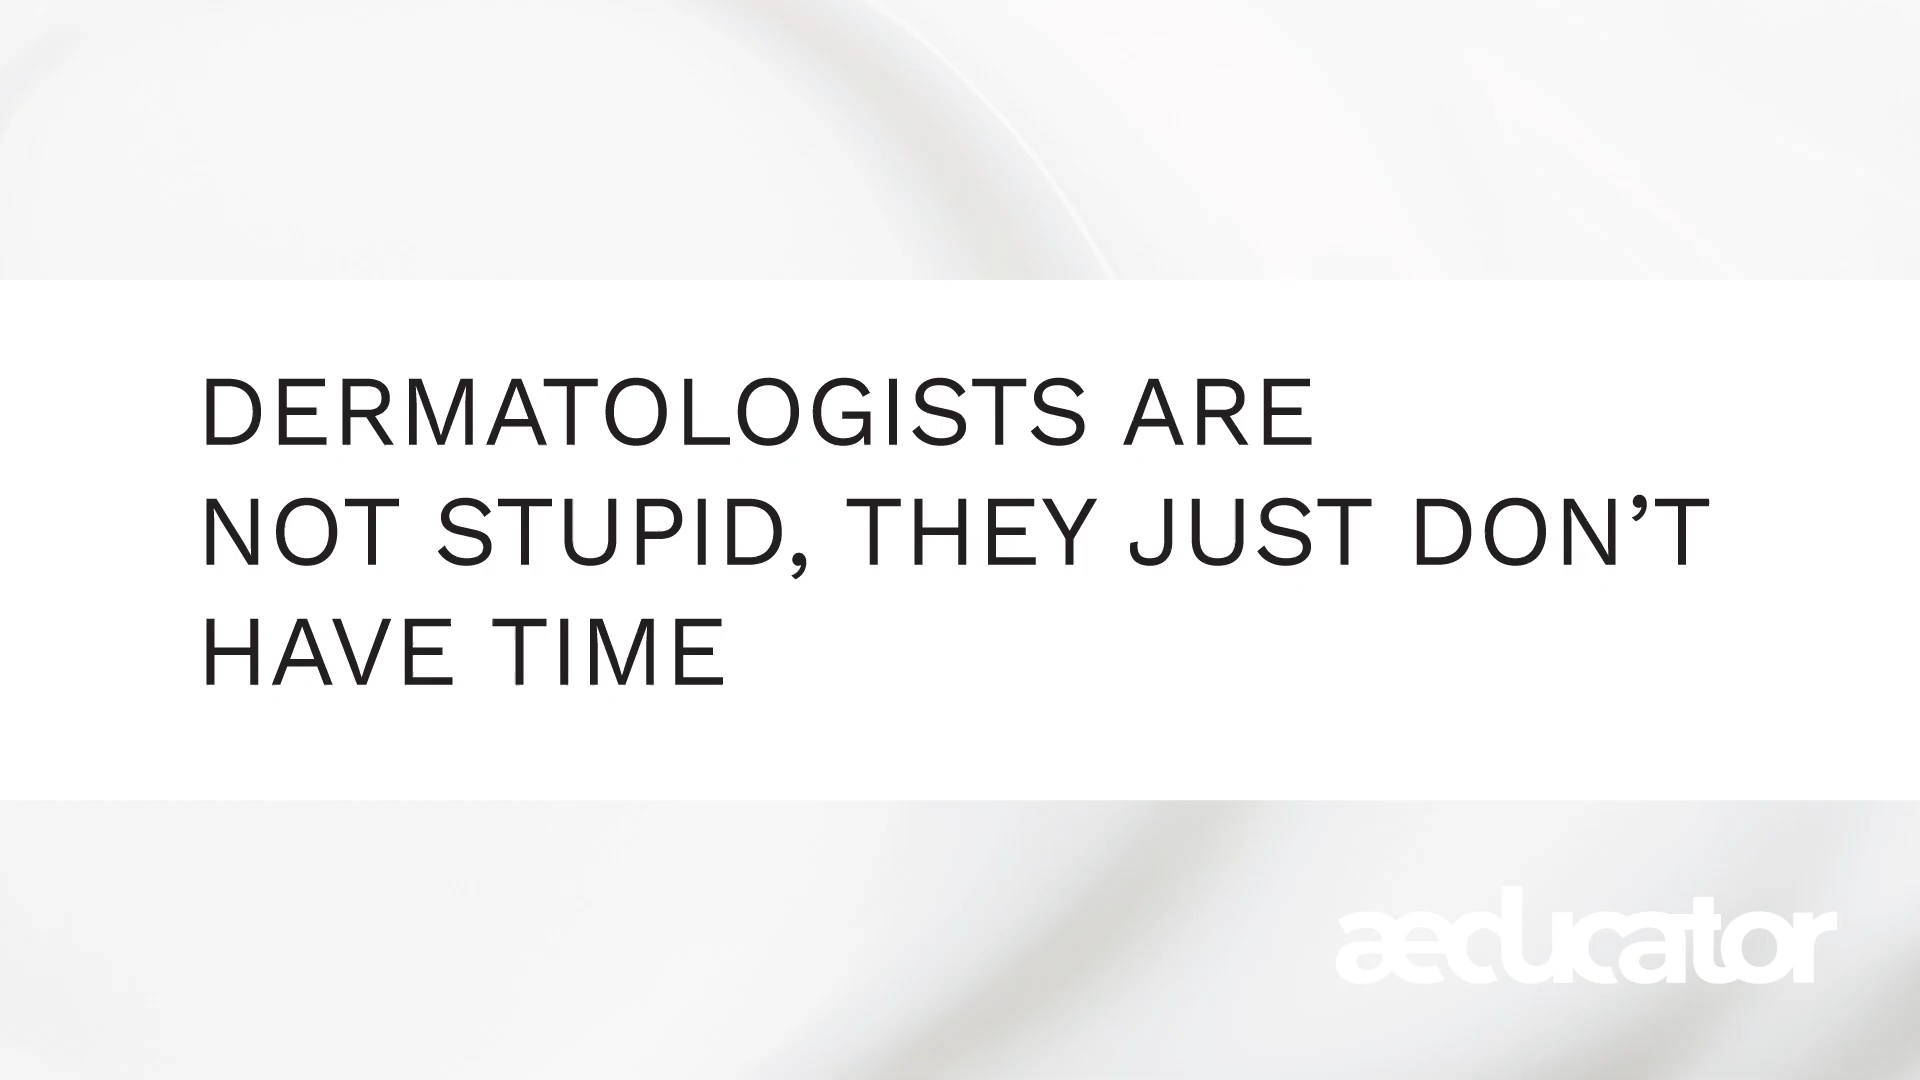 DERMATOLOGISTS ARE
NOT STUPID, THEY JUST DON’T
HAVE TIME
aeducator